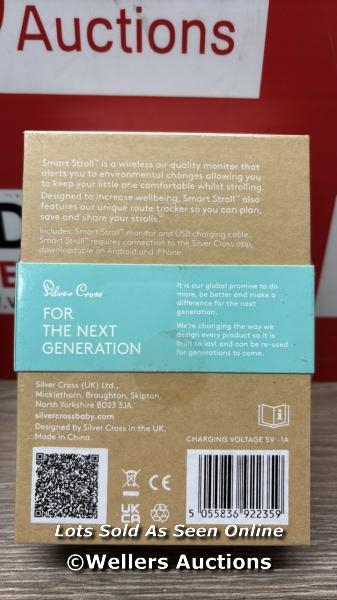 Auctions
Smart Stroll™ is a wireless air quality monitor that
alerts you to environmental changes allowing you
to keep your little one comfortable whilst strolling.
Designed to increase wellbeing, Smart Stroll™ also
features our unique route tracker so you can plan,
save and share your strolls.
Includes: Smart Stroll™ monitor and USB charging cable.
Smart Stroll™ requires connection to the Silver Cross app,
downloadable on Android and iPhone.
Silver Cross
FOR
THE NEXT
GENERATION
It is our global promise to do
more, be better and make a
difference for the next
generation.
We're changing the way we
design every product so it is
built to last and can be re-used
for generations to come.
Silver Cross (UK) Ltd.,
Micklethorn, Broughton, Skipton,
North Yorkshire BD23 3JA.
silvercrossbaby.com
Designed by Silver Cross in the UK.
Made in China.
CHARGING VOLTAGE 5V -1A
CE
UK
CA
5 055836 922359
Lots Sold As Seen Online
©Wellers Auctions